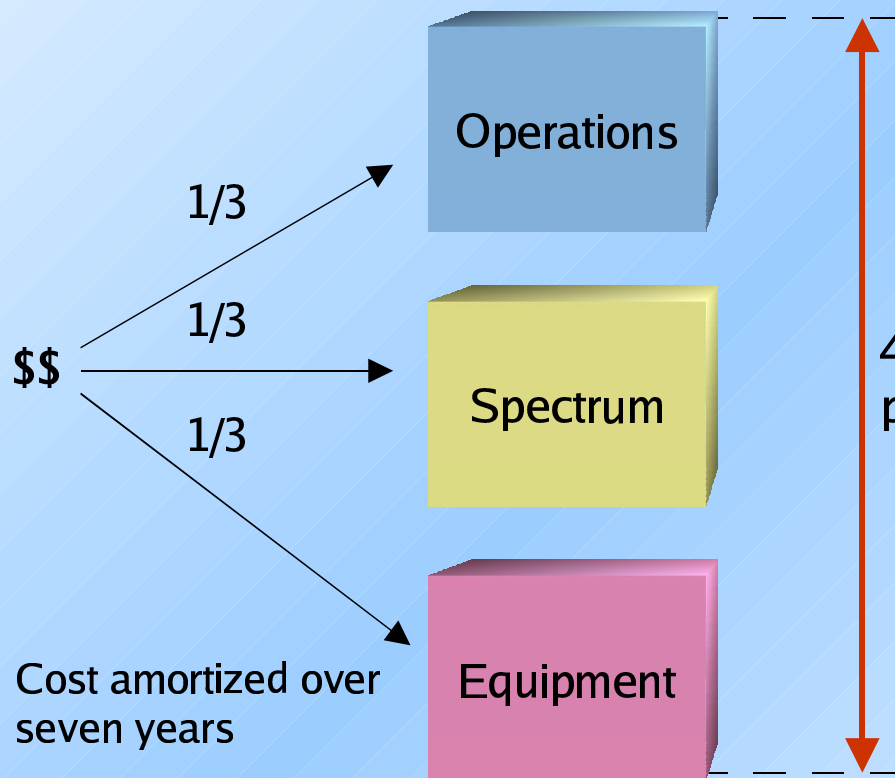 Operations
1/3
1/3
$$
Spectrum
1/3
Equipment
Cost amortized over
seven years